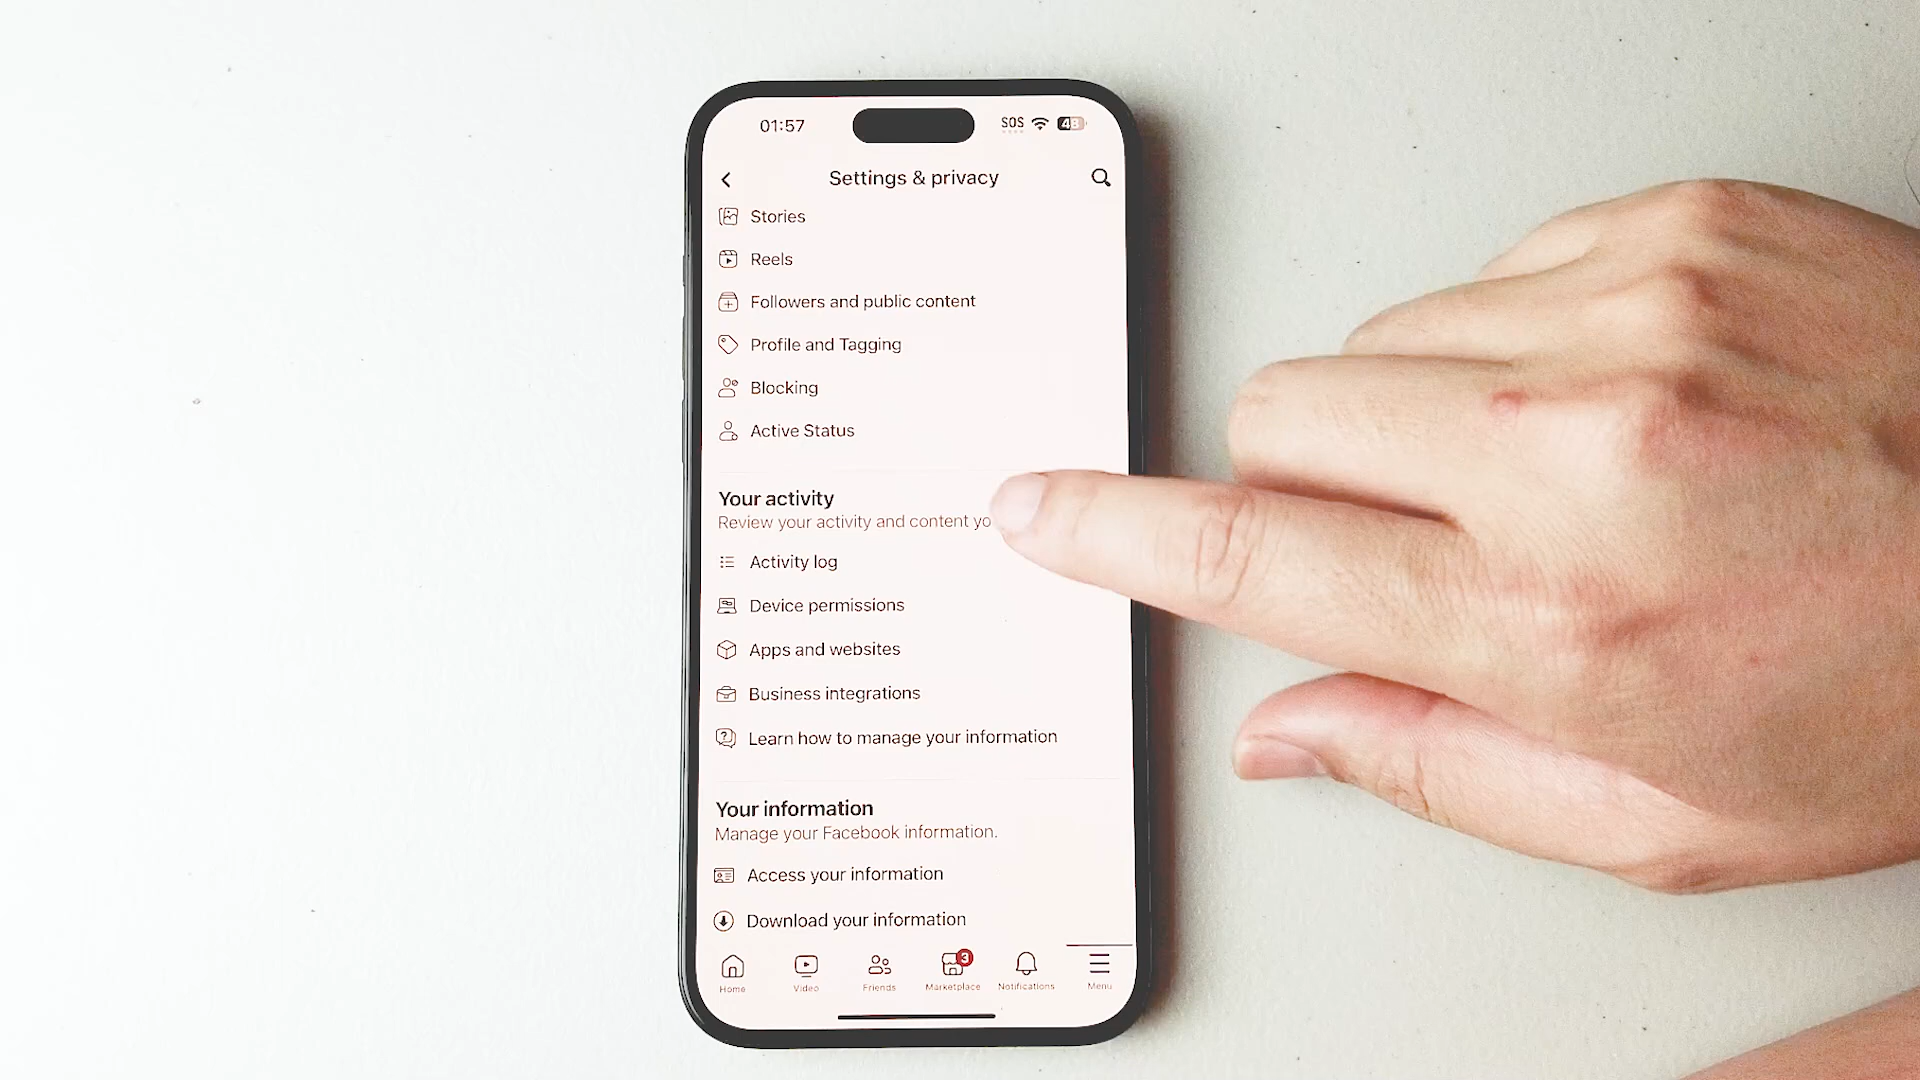 01:57 SOS 48
Settings & privacy
Stories
Reels
Followers and public content
Profile and Tagging
Blocking
Active Status
Your activity
Review your activity and content yo
Activity log
Device permissions
Apps and websites
Business integrations
Learn how to manage your information
Your information
Manage your Facebook information.
Access your information
Download your information
3
Home Video Friends Marketplace Notifications Menu